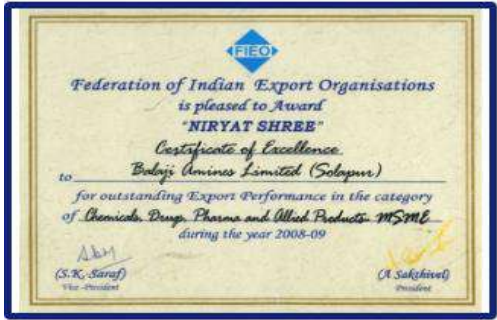 FIEO
Federation of Indian Export Organisations
is pleased to Award
"NIRYAT SHREE"
Certificate of Excellence
to Balaji Amines Limited (Solapur)
for outstanding Export Performance in the category
of Chemicals, Drugs, Pharma and Allied Products - MSME
during the year 2008-09
(S.K. Saraf)
Vice -President
(A Sakthivel)
President